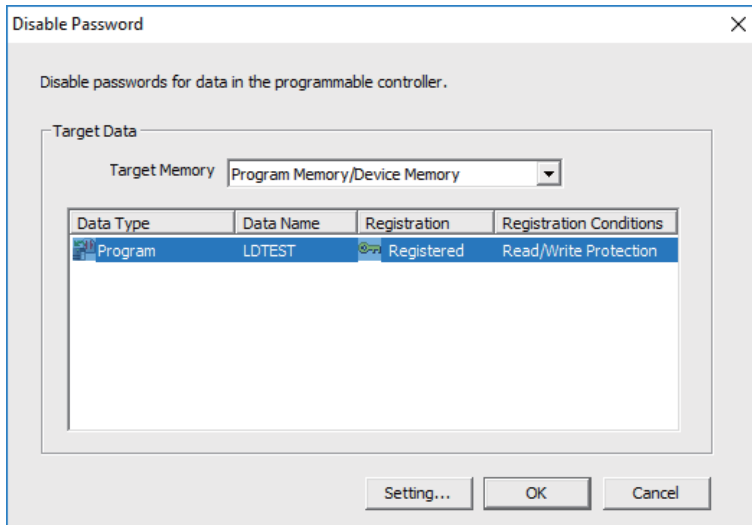 Disable Password
Disable passwords for data in the programmable controller.
Target Data
Target Memory Program Memory/Device Memory
Data Type Data Name Registration Registration Conditions
Program LDTEST Registered Read/Write Protection
Setting... OK Cancel